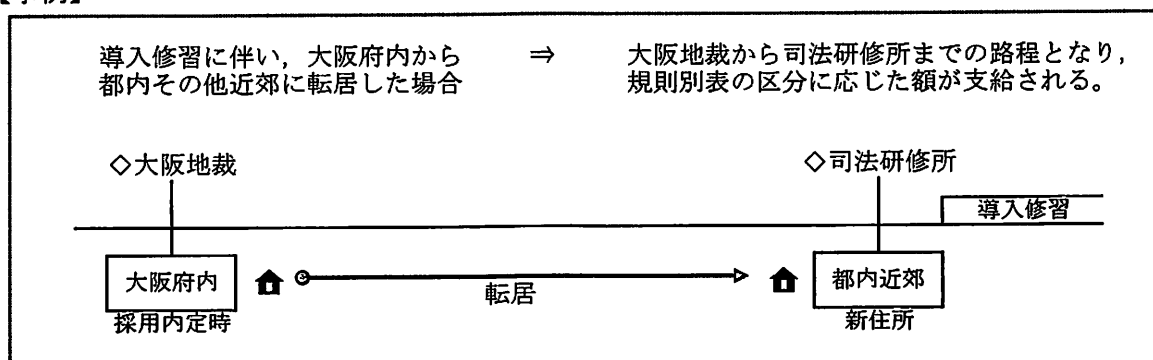 導入修習に伴い，大阪府内から ⇒ 大阪地裁から司法研修所までの路程となり，
都内その他近郊に転居した場合 規則別表の区分に応じた額が支給される。
◇大阪地裁 ◇司法研修所
導入修習
大阪府内 都内近郊
転居
採用内定時 新住所